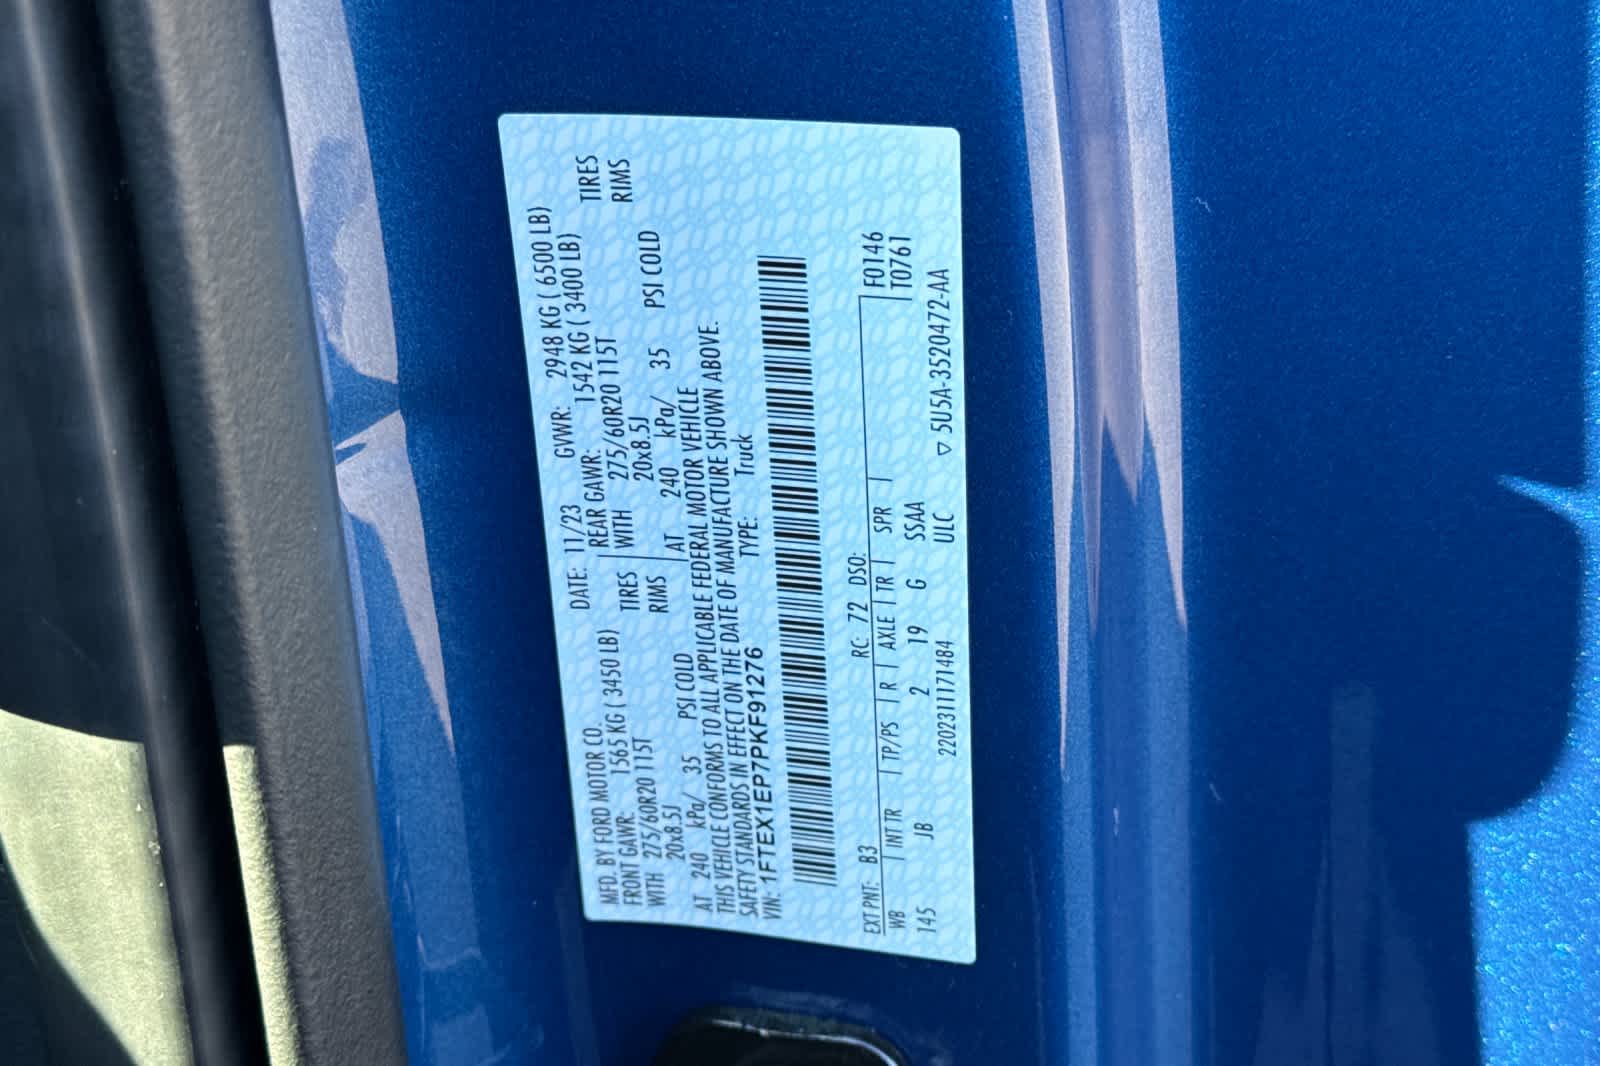 MFD. BY FORD MOTOR CO. DATE: 11/23 GVWR: 2948 KG ( 6500 LB)
FRONT GAWR: 1565 KG ( 3450 LB) REAR GAWR: 1542 KG ( 3400 LB)
WITH 275/60R20 115T TIRES WITH 275/60R20 115T TIRES
20x8.5J RIMS 20x8.5J RIMS
AT 240 kPa/ 35 PSI COLD AT 240 kPa/ 35 PSI COLD
THIS VEHICLE CONFORMS TO ALL APPLICABLE FEDERAL MOTOR VEHICLE
SAFETY STANDARDS IN EFFECT ON THE DATE OF MANUFACTURE SHOWN ABOVE.
VIN: 1FTEX1EP7PKF91276 TYPE: Truck
EXT PNT: B3 RC: 72 DSO: F0146
WB INT TR TP/PS R AXLE TR SPR T0761
145 JB 2 19 G SSAA
2202311171484 ULC ▽ 5U5A-3520472-AA